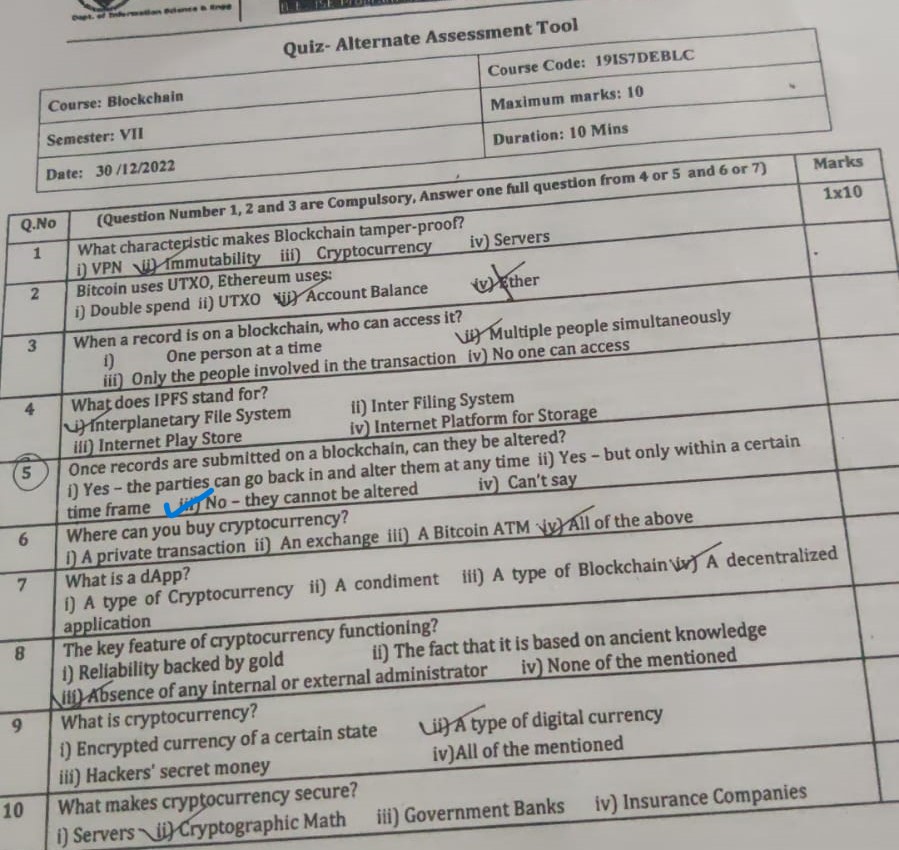 Dept. of Information Science & Engg
Quiz- Alternate Assessment Tool
Course: Blockchain
Course Code: 19IS7DEBLC
Semester: VII
Maximum marks: 10
Date: 30 /12/2022
Duration: 10 Mins
Q.No (Question Number 1, 2 and 3 are Compulsory, Answer one full question from 4 or 5 and 6 or 7) Marks
1x10
1 What characteristic makes Blockchain tamper-proof?
i) VPN ii) Immutability iii) Cryptocurrency iv) Servers
2 Bitcoin uses UTXO, Ethereum uses:
i) Double spend ii) UTXO iii) Account Balance iv) Ether
3 When a record is on a blockchain, who can access it?
i) One person at a time ii) Multiple people simultaneously
iii) Only the people involved in the transaction iv) No one can access
4 What does IPFS stand for?
i) Interplanetary File System ii) Inter Filing System
iii) Internet Play Store iv) Internet Platform for Storage
5 Once records are submitted on a blockchain, can they be altered?
i) Yes – the parties can go back in and alter them at any time ii) Yes – but only within a certain
time frame iii) No – they cannot be altered iv) Can't say
6 Where can you buy cryptocurrency?
i) A private transaction ii) An exchange iii) A Bitcoin ATM iv) All of the above
7 What is a dApp?
i) A type of Cryptocurrency ii) A condiment iii) A type of Blockchain iv) A decentralized
application
8 The key feature of cryptocurrency functioning?
i) Reliability backed by gold ii) The fact that it is based on ancient knowledge
iii) Absence of any internal or external administrator iv) None of the mentioned
9 What is cryptocurrency?
i) Encrypted currency of a certain state ii) A type of digital currency
iii) Hackers' secret money iv)All of the mentioned
10 What makes cryptocurrency secure?
i) Servers ii) Cryptographic Math iii) Government Banks iv) Insurance Companies